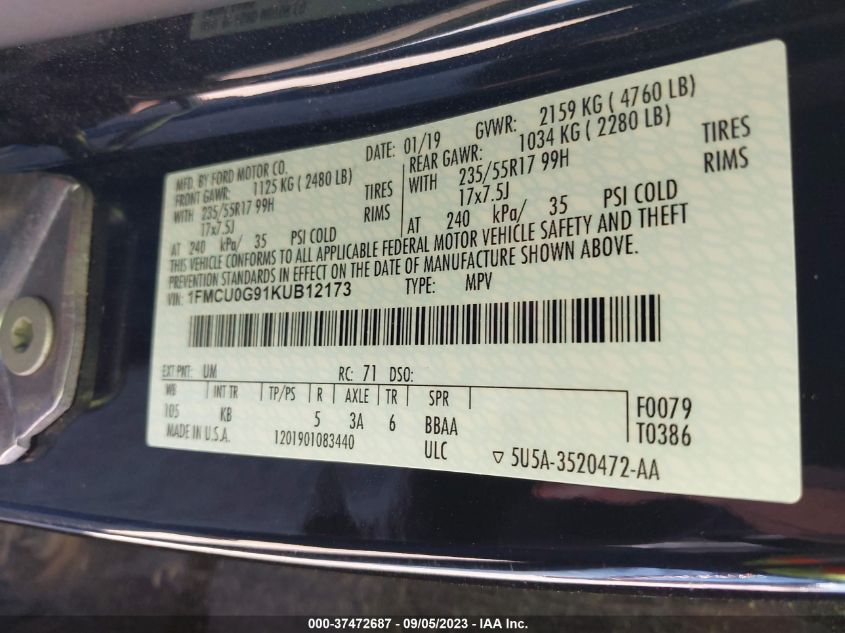 MFD. BY FORD MOTOR CO.
DATE: 01/19 GVWR: 2159 KG ( 4760 LB)
FRONT GAWR: 1125 KG ( 2480 LB)
REAR GAWR: 1034 KG ( 2280 LB)
WITH 235/55R17 99H TIRES
WITH 235/55R17 99H TIRES
17x7.5J RIMS
17x7.5J RIMS
AT 240 kPa/ 35 PSI COLD
AT 240 kPa/ 35 PSI COLD
THIS VEHICLE CONFORMS TO ALL APPLICABLE FEDERAL MOTOR VEHICLE SAFETY AND THEFT
PREVENTION STANDARDS IN EFFECT ON THE DATE OF MANUFACTURE SHOWN ABOVE.
VIN: 1FMCU0G91KUB12173 TYPE: MPV
EXT PNT: UM RC: 71 DSO:
WB INT TR TP/PS R AXLE TR SPR
105 KB 5 3A 6 BBAA F0079
MADE IN U.S.A. 1201901083440 ULC T0386
▽ 5U5A-3520472-AA
000-37472687 - 09/05/2023 - IAA Inc.